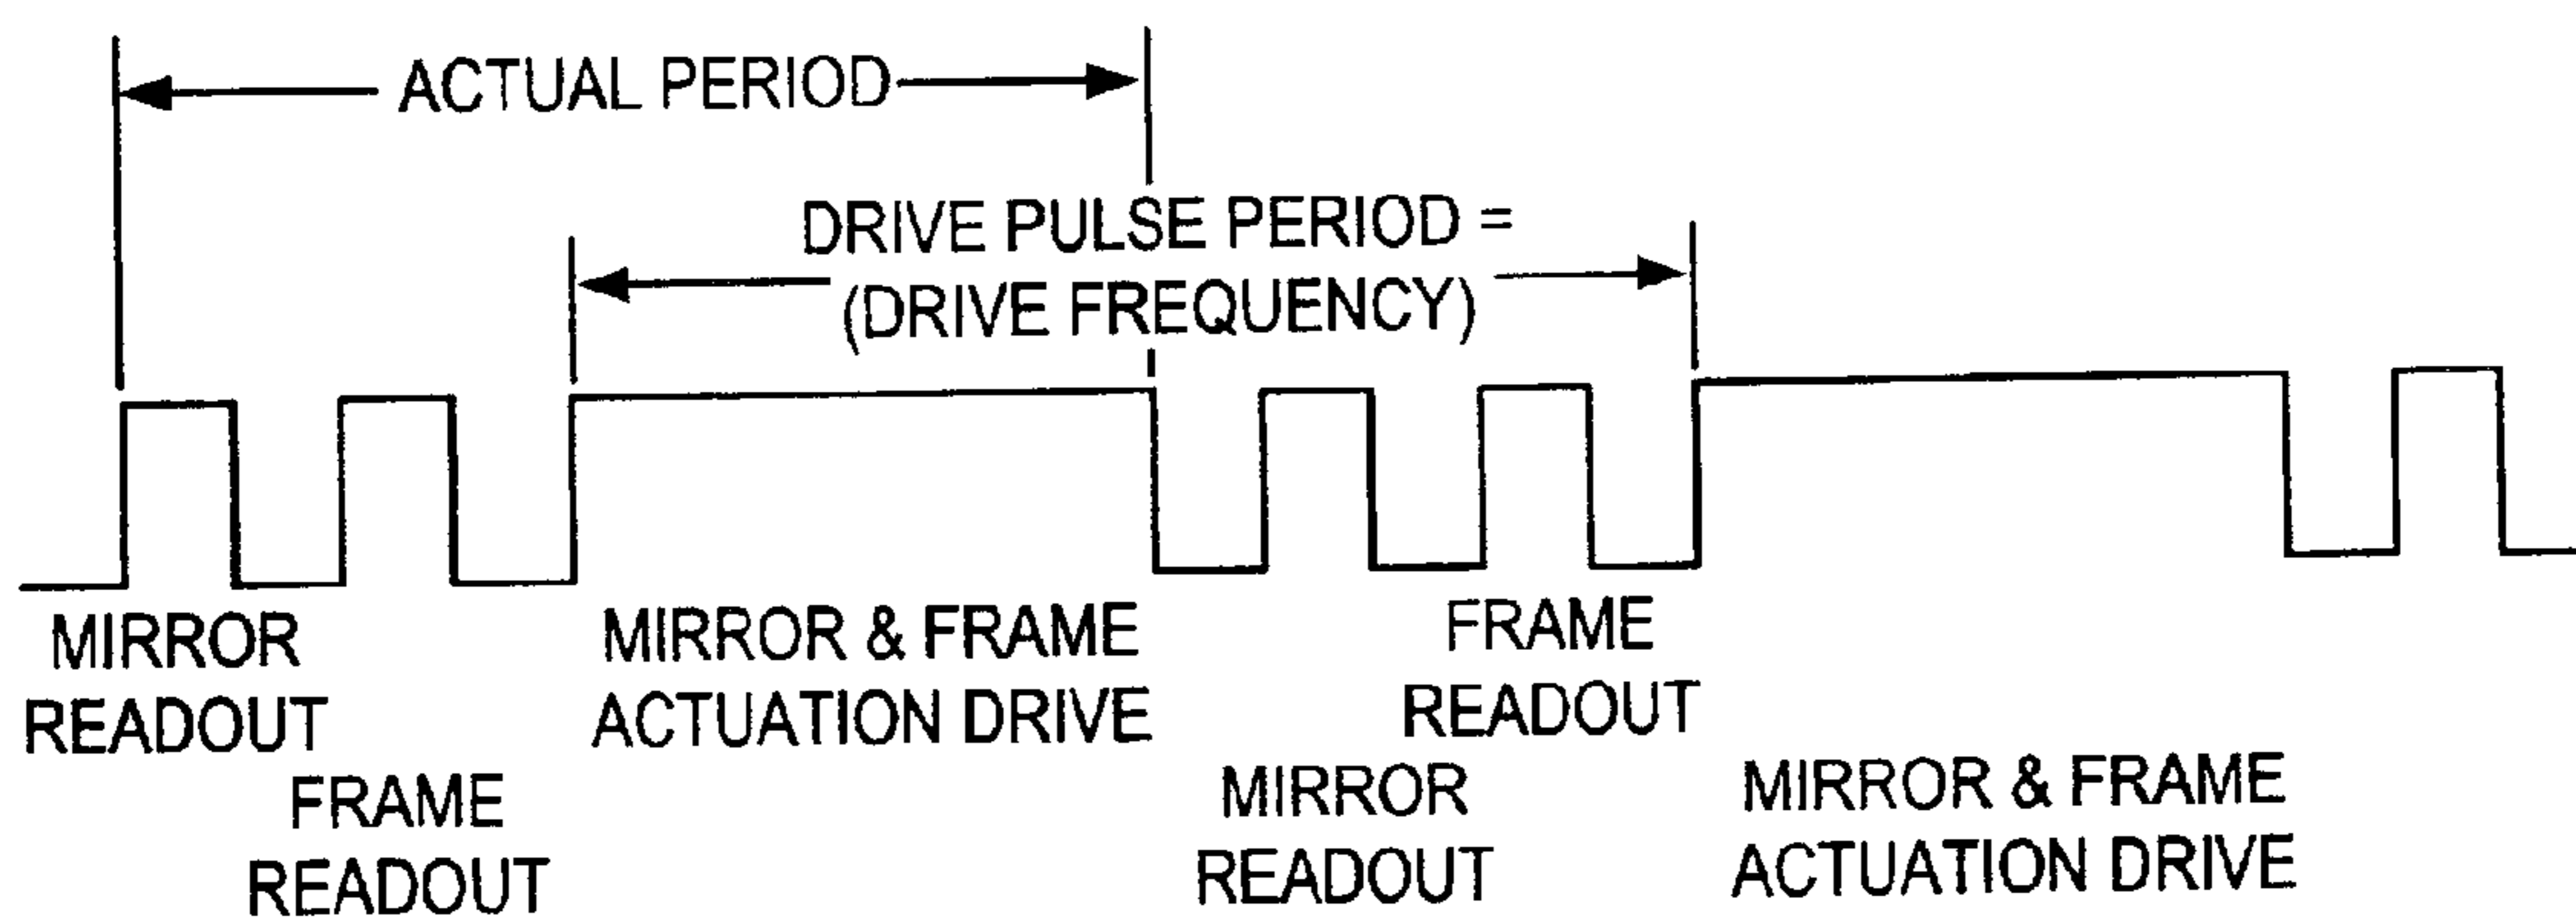 ACTUAL PERIOD
DRIVE PULSE PERIOD =
(DRIVE FREQUENCY)
MIRROR
READOUT
FRAME
READOUT
MIRROR & FRAME
ACTUATION DRIVE
MIRROR
READOUT
FRAME
READOUT
MIRROR & FRAME
ACTUATION DRIVE